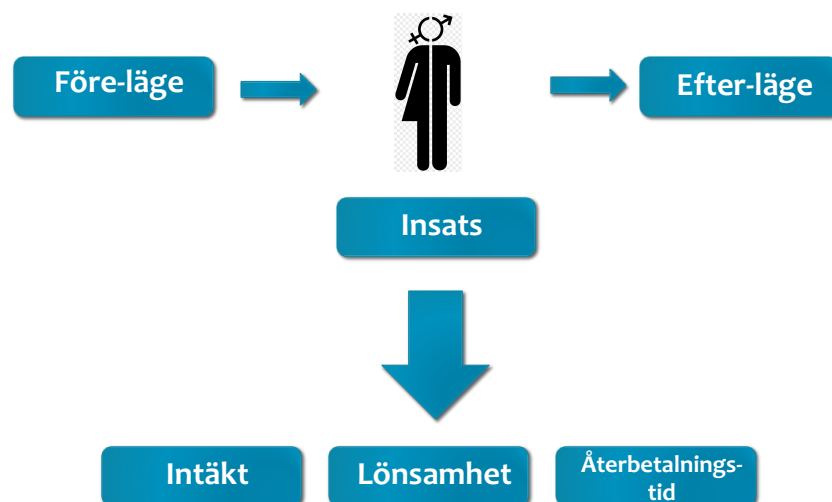 Före-läge
Efter-läge
Insats
Intäkt
Lönsamhet
Återbetalnings-
tid